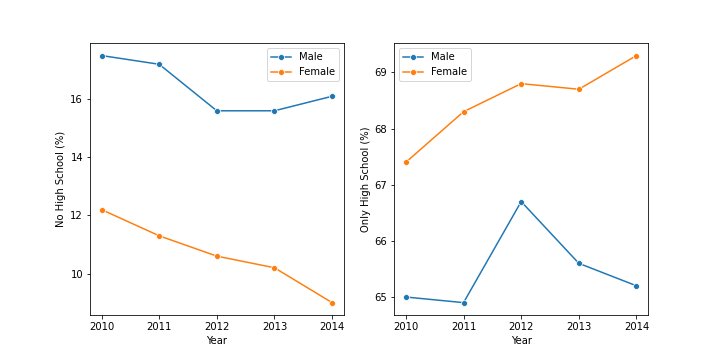 No High School (%)
16
14
12
10
2010 2011 2012 2013 2014
Year
Male
Female
Only High School (%)
69
68
67
66
65
2010 2011 2012 2013 2014
Year
Male
Female